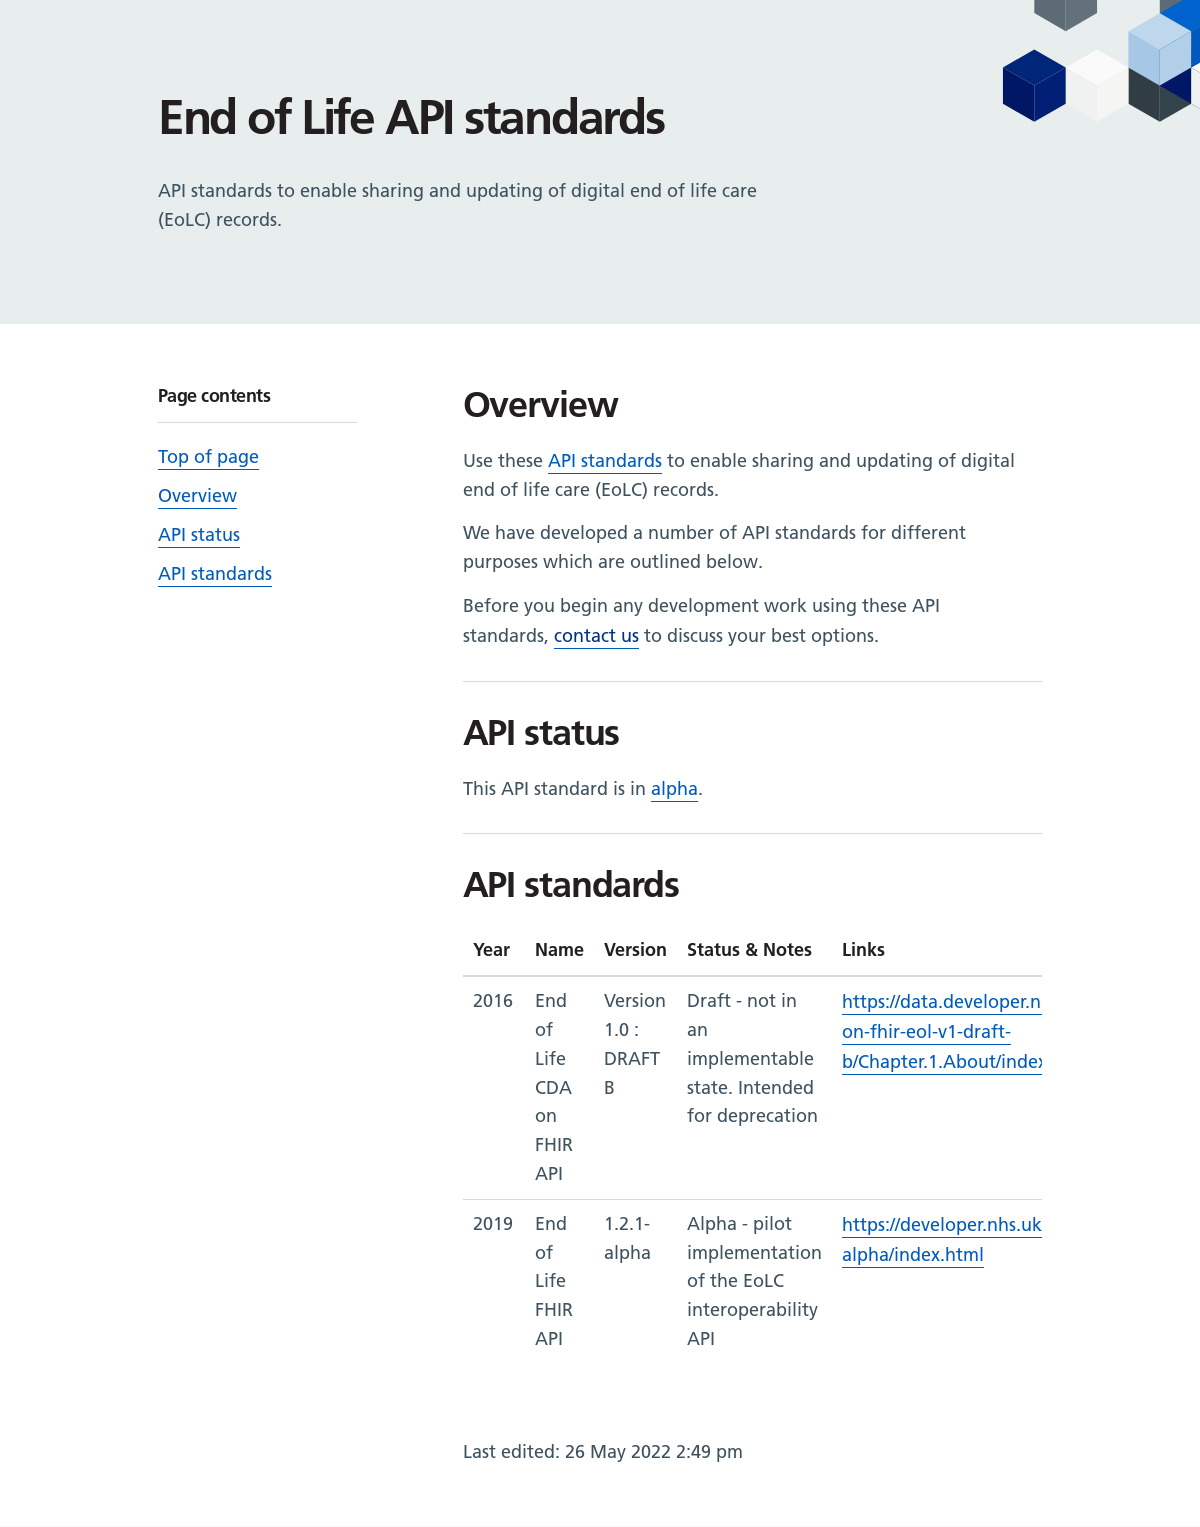 End of Life API standards
API standards to enable sharing and updating of digital end of life care
(EoLC) records.
Page contents
Top of page
Overview
API status
API standards
Overview
Use these API standards to enable sharing and updating of digital
end of life care (EoLC) records.
We have developed a number of API standards for different
purposes which are outlined below.
Before you begin any development work using these API
standards, contact us to discuss your best options.
API status
This API standard is in alpha.
API standards
Year Name Version Status & Notes Links
2016 End Version Draft - not in https://data.developer.n
of 1.0 : an on-fhir-eol-v1-draft-
Life DRAFT implementable b/Chapter.1.About/index
CDA B state. Intended
on for deprecation
FHIR
API
2019 End 1.2.1- Alpha - pilot https://developer.nhs.uk
of alpha implementation alpha/index.html
Life of the EoLC
FHIR interoperability
API API
Last edited: 26 May 2022 2:49 pm